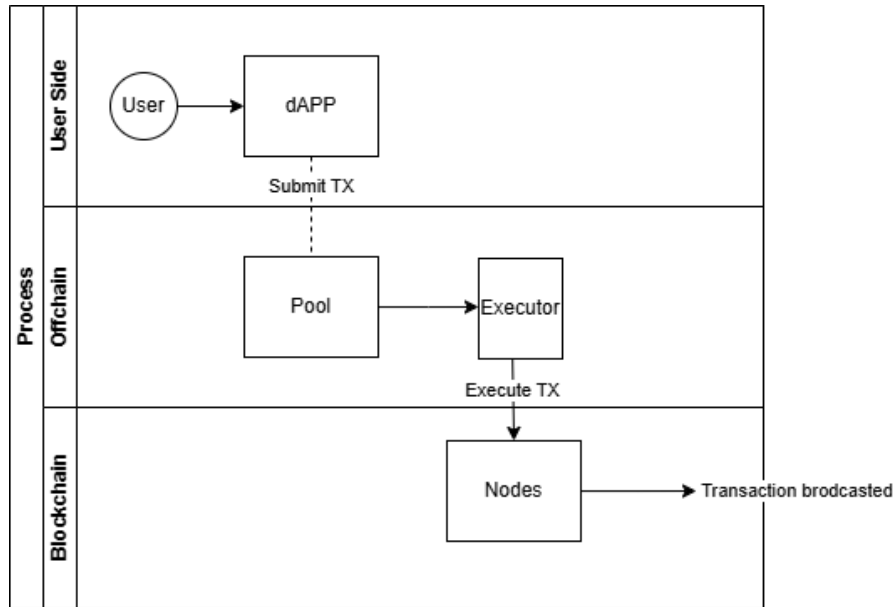 Process
User Side
User
dAPP
Submit TX
Offchain
Pool
Executor
Execute TX
Blockchain
Nodes
Transaction brodcasted